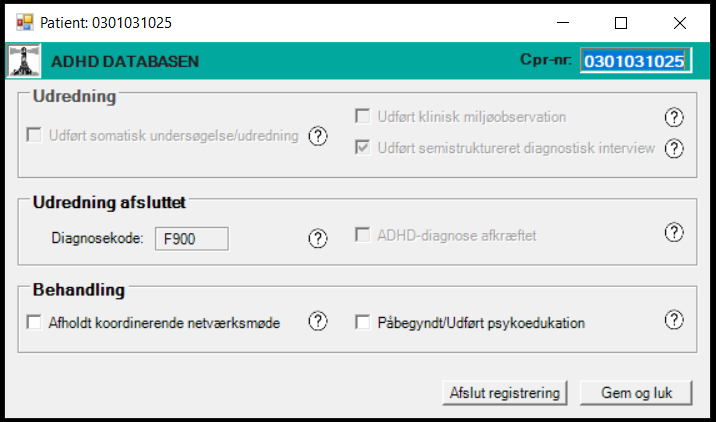 Patient: 0301031025
ADHD DATABASEN
Cpr-nr: 0301031025
Udredning
Udført somatisk undersøgelse/udredning ?
Udført klinisk miljøobservation ?
Udført semistruktureret diagnostisk interview ?
Udredning afsluttet
Diagnosekode: F900 ?
ADHD-diagnose afkræftet ?
Behandling
Afholdt koordinerende netværksmøde ?
Påbegyndt/Udført psykoedukation ?
Afslut registrering
Gem og luk